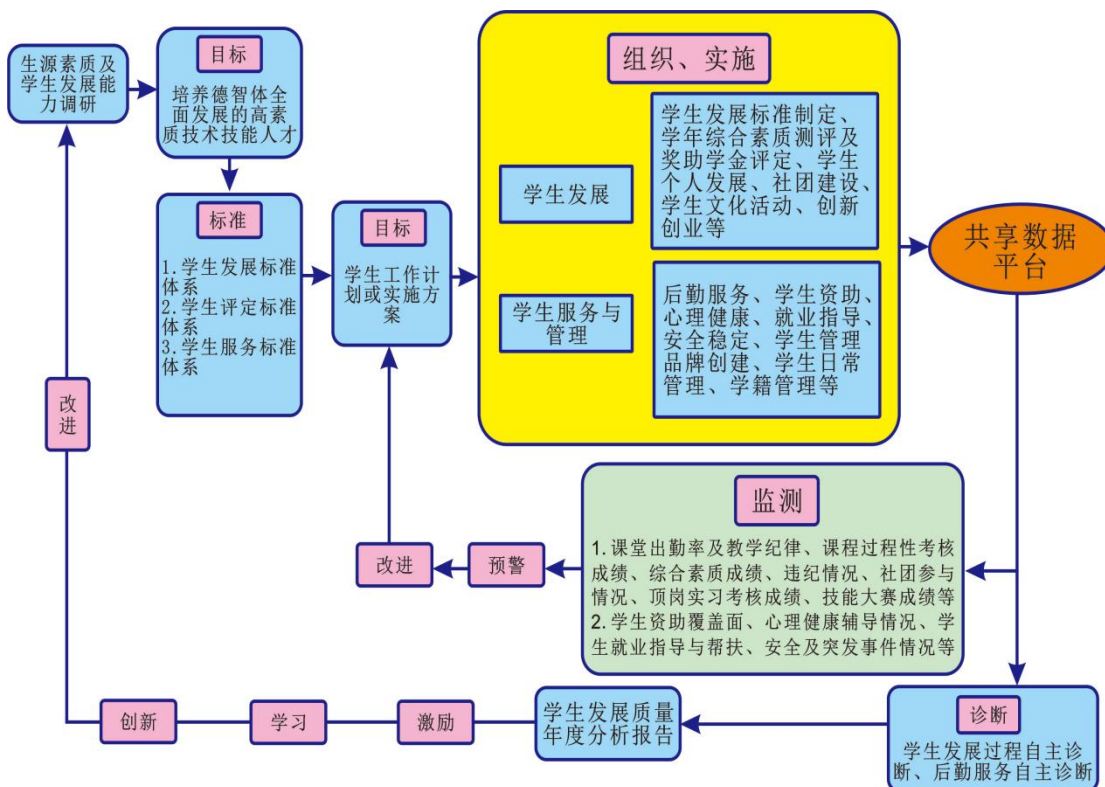 生源素质及
学生发展能
力调研
目标
培养德智体全
面发展的高素
质技术技能人才
标准
1.学生发展标准
体系
2.学生评定标准
体系
3.学生服务标准
体系
目标
学生工作计
划或实施方
案
组织、实施
学生发展
学生发展标准制定、
学年综合素质测评及
奖助学金评定、学生
个人发展、社团建设、
学生文化活动、创新
创业等
学生服务与
管理
后勤服务、学生资助、
心理健康、就业指导、
安全稳定、学生管理
品牌创建、学生日常
管理、学籍管理等
共享数据
平台
监测
1.课堂出勤率及教学纪律、课程过程性考核
成绩、综合素质成绩、违纪情况、社团参与
情况、顶岗实习考核成绩、技能大赛成绩等
2.学生资助覆盖面、心理健康辅导情况、学
生就业指导与帮扶、安全及突发事件情况等
预警
改进
诊断
学生发展过程自主诊
断、后勤服务自主诊断
学生发展质量
年度分析报告
激励
学习
创新
改
进